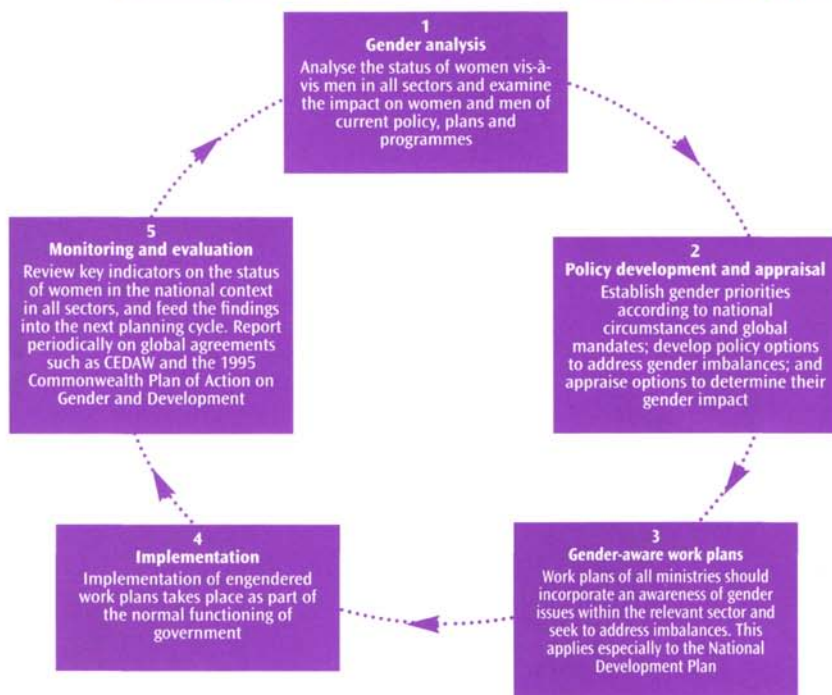 1
Gender analysis
Analyse the status of women vis-à-
vis men in all sectors and examine
the impact on women and men of
current policy, plans and
programmes
2
Policy development and appraisal
Establish gender priorities
according to national
circumstances and global
mandates; develop policy options
to address gender imbalances; and
appraise options to determine their
gender impact
3
Gender-aware work plans
Work plans of all ministries should
incorporate an awareness of gender
issues within the relevant sector and
seek to address imbalances. This
applies especially to the National
Development Plan
4
Implementation
Implementation of engendered
work plans takes place as part of
the normal functioning of
government
5
Monitoring and evaluation
Review key indicators on the status
of women in the national context
in all sectors, and feed the findings
into the next planning cycle. Report
periodically on global agreements
such as CEDAW and the 1995
Commonwealth Plan of Action on
Gender and Development